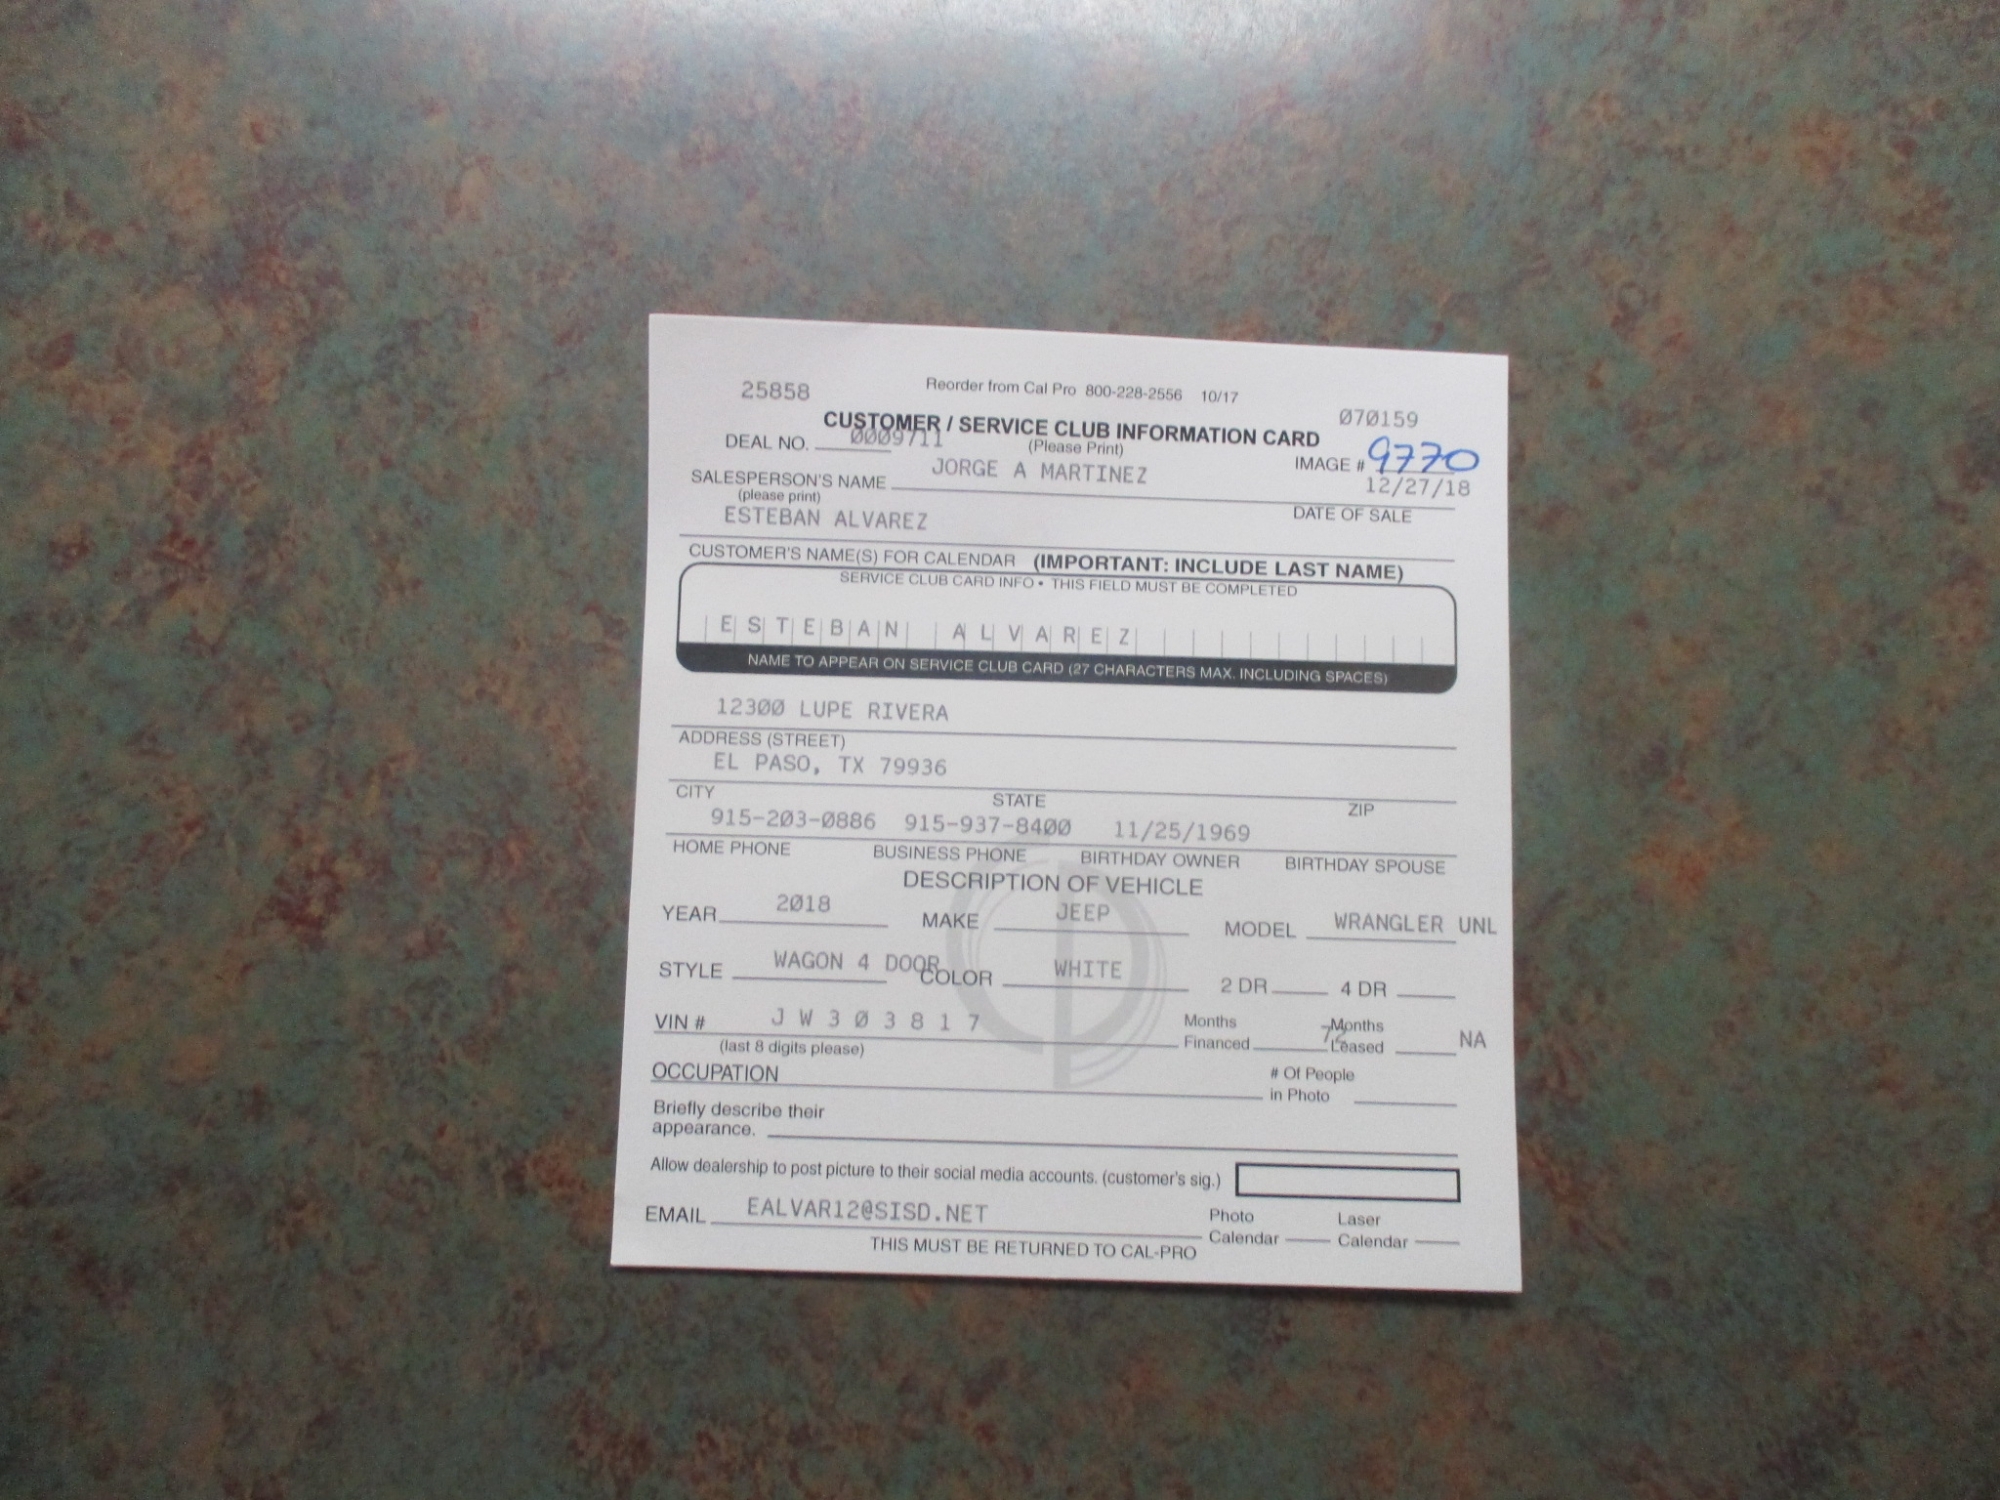 25858 Reorder from Cal Pro 800-228-2556 10/17
070159
CUSTOMER / SERVICE CLUB INFORMATION CARD
DEAL NO. 0009711 (Please Print) IMAGE # 9770
SALESPERSON'S NAME JORGE A MARTINEZ 12/27/18
(please print) DATE OF SALE
ESTEBAN ALVAREZ
CUSTOMER'S NAME(S) FOR CALENDAR (IMPORTANT: INCLUDE LAST NAME)
SERVICE CLUB CARD INFO • THIS FIELD MUST BE COMPLETED
ESTEBAN ALVAREZ
NAME TO APPEAR ON SERVICE CLUB CARD (27 CHARACTERS MAX. INCLUDING SPACES)
12300 LUPE RIVERA
ADDRESS (STREET)
EL PASO, TX 79936
CITY STATE ZIP
915-203-0886 915-937-8400 11/25/1969
HOME PHONE BUSINESS PHONE BIRTHDAY OWNER BIRTHDAY SPOUSE
DESCRIPTION OF VEHICLE
YEAR 2018 MAKE JEEP MODEL WRANGLER UNL
STYLE WAGON 4 DOOR COLOR WHITE 2 DR 4 DR
VIN # JW303817 Months Financed 72 Months Leased NA
(last 8 digits please)
OCCUPATION # Of People in Photo
Briefly describe their
appearance.
Allow dealership to post picture to their social media accounts. (customer's sig.)
EMAIL EALVAR12@SISD.NET Photo Calendar Laser Calendar
THIS MUST BE RETURNED TO CAL-PRO